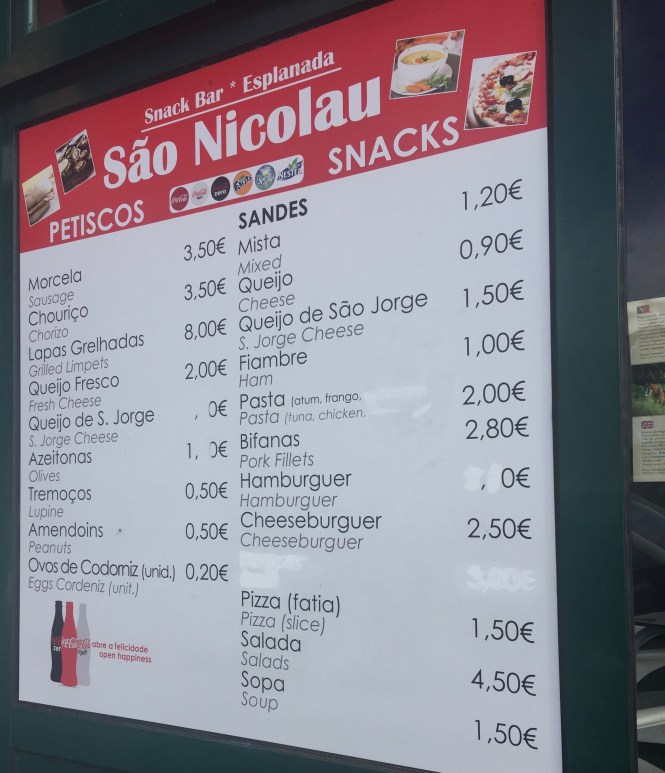 Snack Bar * Esplanada
São Nicolau
PETISCOS
SNACKS
Morcela 3,50€
Sausage
Chouriço 3,50€
Chorizo
Lapas Grelhadas 8,00€
Grilled Limpets
Queijo Fresco 2,00€
Fresh Cheese
Queijo de S. Jorge
S. Jorge Cheese
Azeitonas
Olives
Tremoços 0,50€
Lupine
Amendoins 0,50€
Peanuts
Ovos de Codorniz (unid.) 0,20€
Eggs Cordeniz (unit.)
abre a felicidade
open happiness
SANDES
Mista 1,20€
Mixed
Queijo 0,90€
Cheese
Queijo de São Jorge 1,50€
S. Jorge Cheese
Fiambre 1,00€
Ham
Pasta (atum, frango, 2,00€
Pasta (tuna, chicken,
Bifanas 2,80€
Pork Fillets
Hamburguer
Hamburguer
Cheeseburguer 2,50€
Cheeseburguer
Pizza (fatia) 1,50€
Pizza (slice)
Salada 4,50€
Salads
Sopa 1,50€
Soup